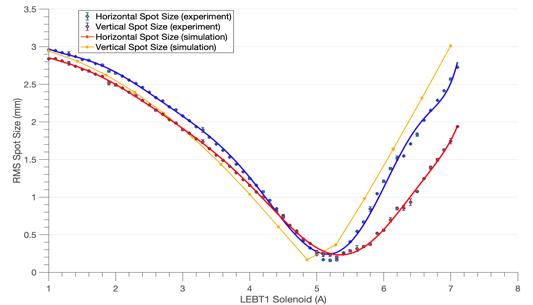 3.5
3
2.5
2
1.5
1
0.5
0
RMS Spot Size (mm)
Horizontal Spot Size (experiment)
Vertical Spot Size (experiment)
Horizontal Spot Size (simulation)
Vertical Spot Size (simulation)
1 2 3 4 5 6 7 8
LEBT1 Solenoid (A)